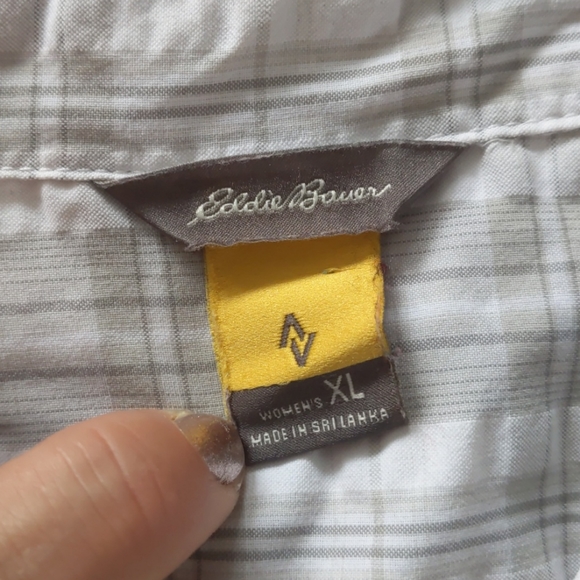 Eddie Bauer
WOMEN'S XL
MADE IN SRI LANKA